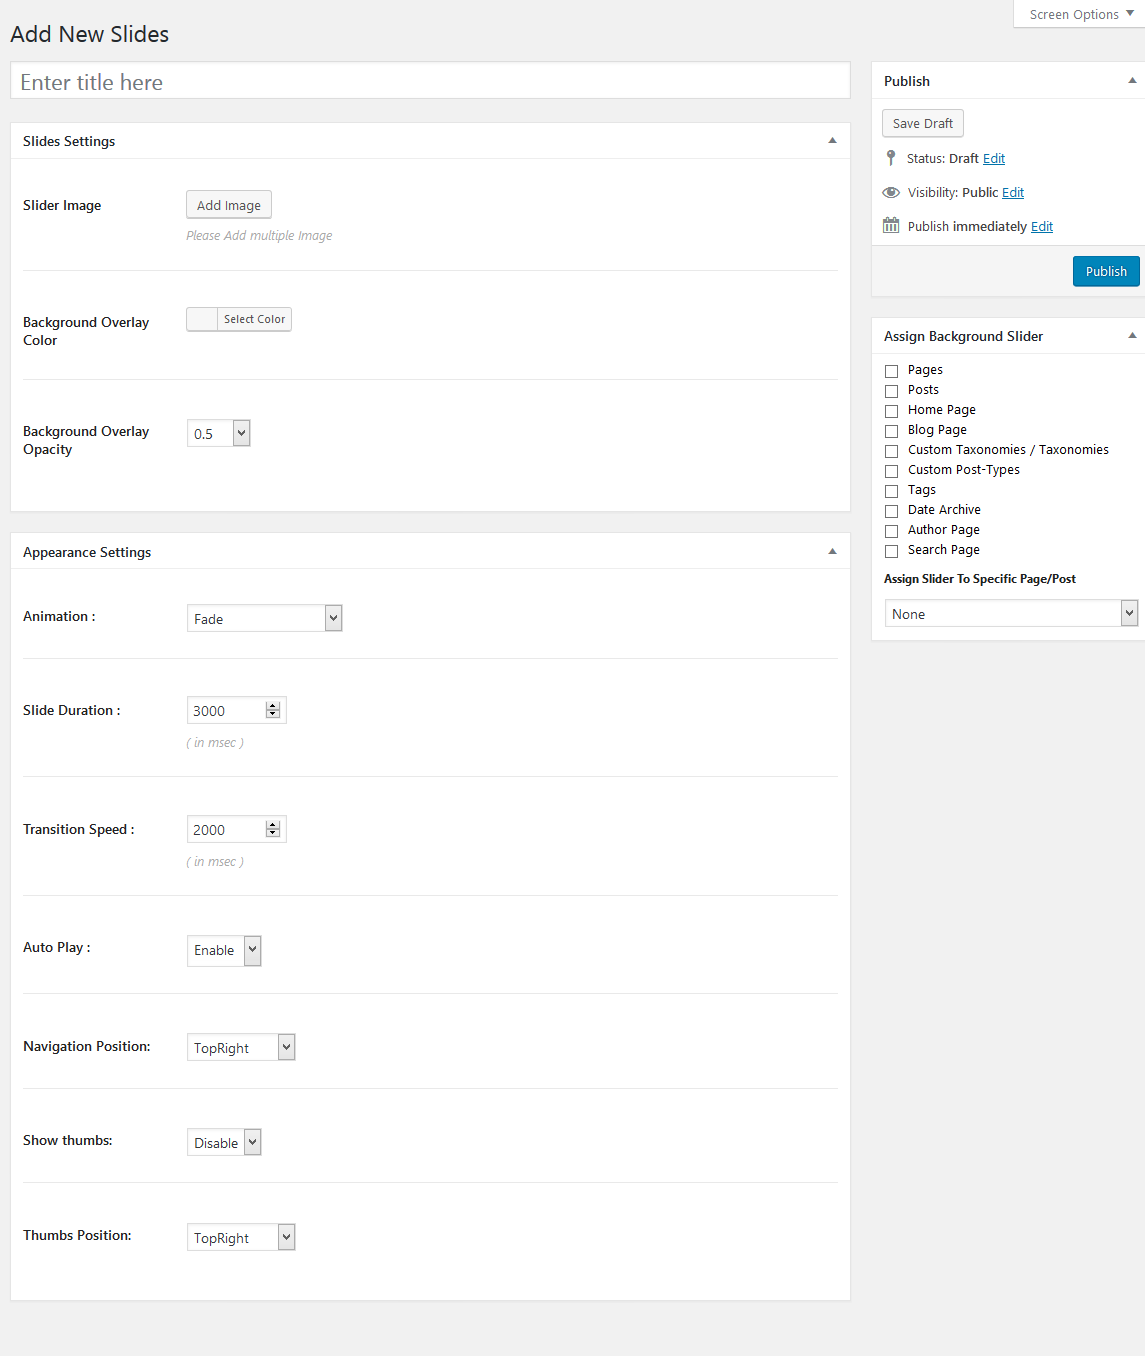 Screen Options
Add New Slides
Enter title here
Slides Settings
Slider Image
Add Image
Please Add multiple Image
Background Overlay
Color
Select Color
Background Overlay
Opacity
0.5
Appearance Settings
Animation :
Fade
Slide Duration :
3000
( in msec )
Transition Speed :
2000
( in msec )
Auto Play :
Enable
Navigation Position:
TopRight
Show thumbs:
Disable
Thumbs Position:
TopRight
Publish
Save Draft
Status: Draft Edit
Visibility: Public Edit
Publish immediately Edit
Publish
Assign Background Slider
Pages
Posts
Home Page
Blog Page
Custom Taxonomies / Taxonomies
Custom Post-Types
Tags
Date Archive
Author Page
Search Page
Assign Slider To Specific Page/Post
None